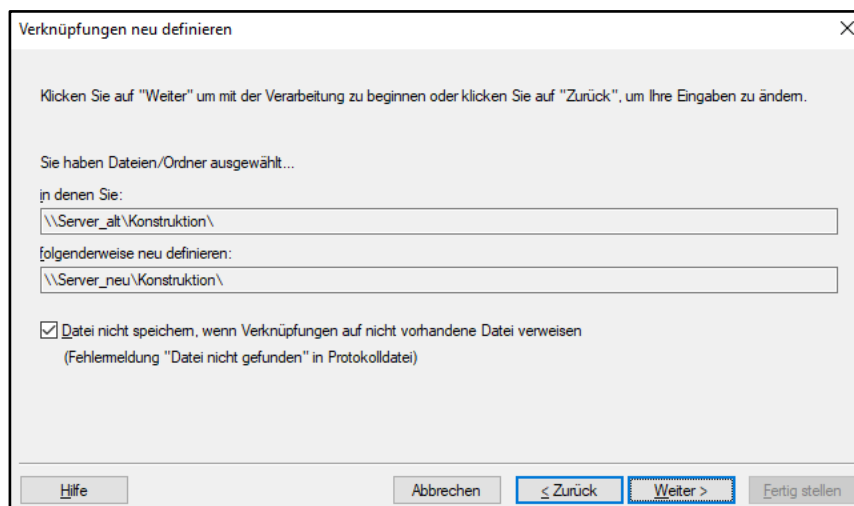 Verknüpfungen neu definieren
Klicken Sie auf "Weiter" um mit der Verarbeitung zu beginnen oder klicken Sie auf "Zurück", um Ihre Eingaben zu ändern.
Sie haben Dateien/Ordner ausgewählt...
in denen Sie:
\\Server_alt\Konstruktion\
folgenderweise neu definieren:
\\Server_neu\Konstruktion\
Datei nicht speichern, wenn Verknüpfungen auf nicht vorhandene Datei verweisen
(Fehlermeldung "Datei nicht gefunden" in Protokolldatei)
Hilfe Abbrechen < Zurück Weiter > Fertig stellen